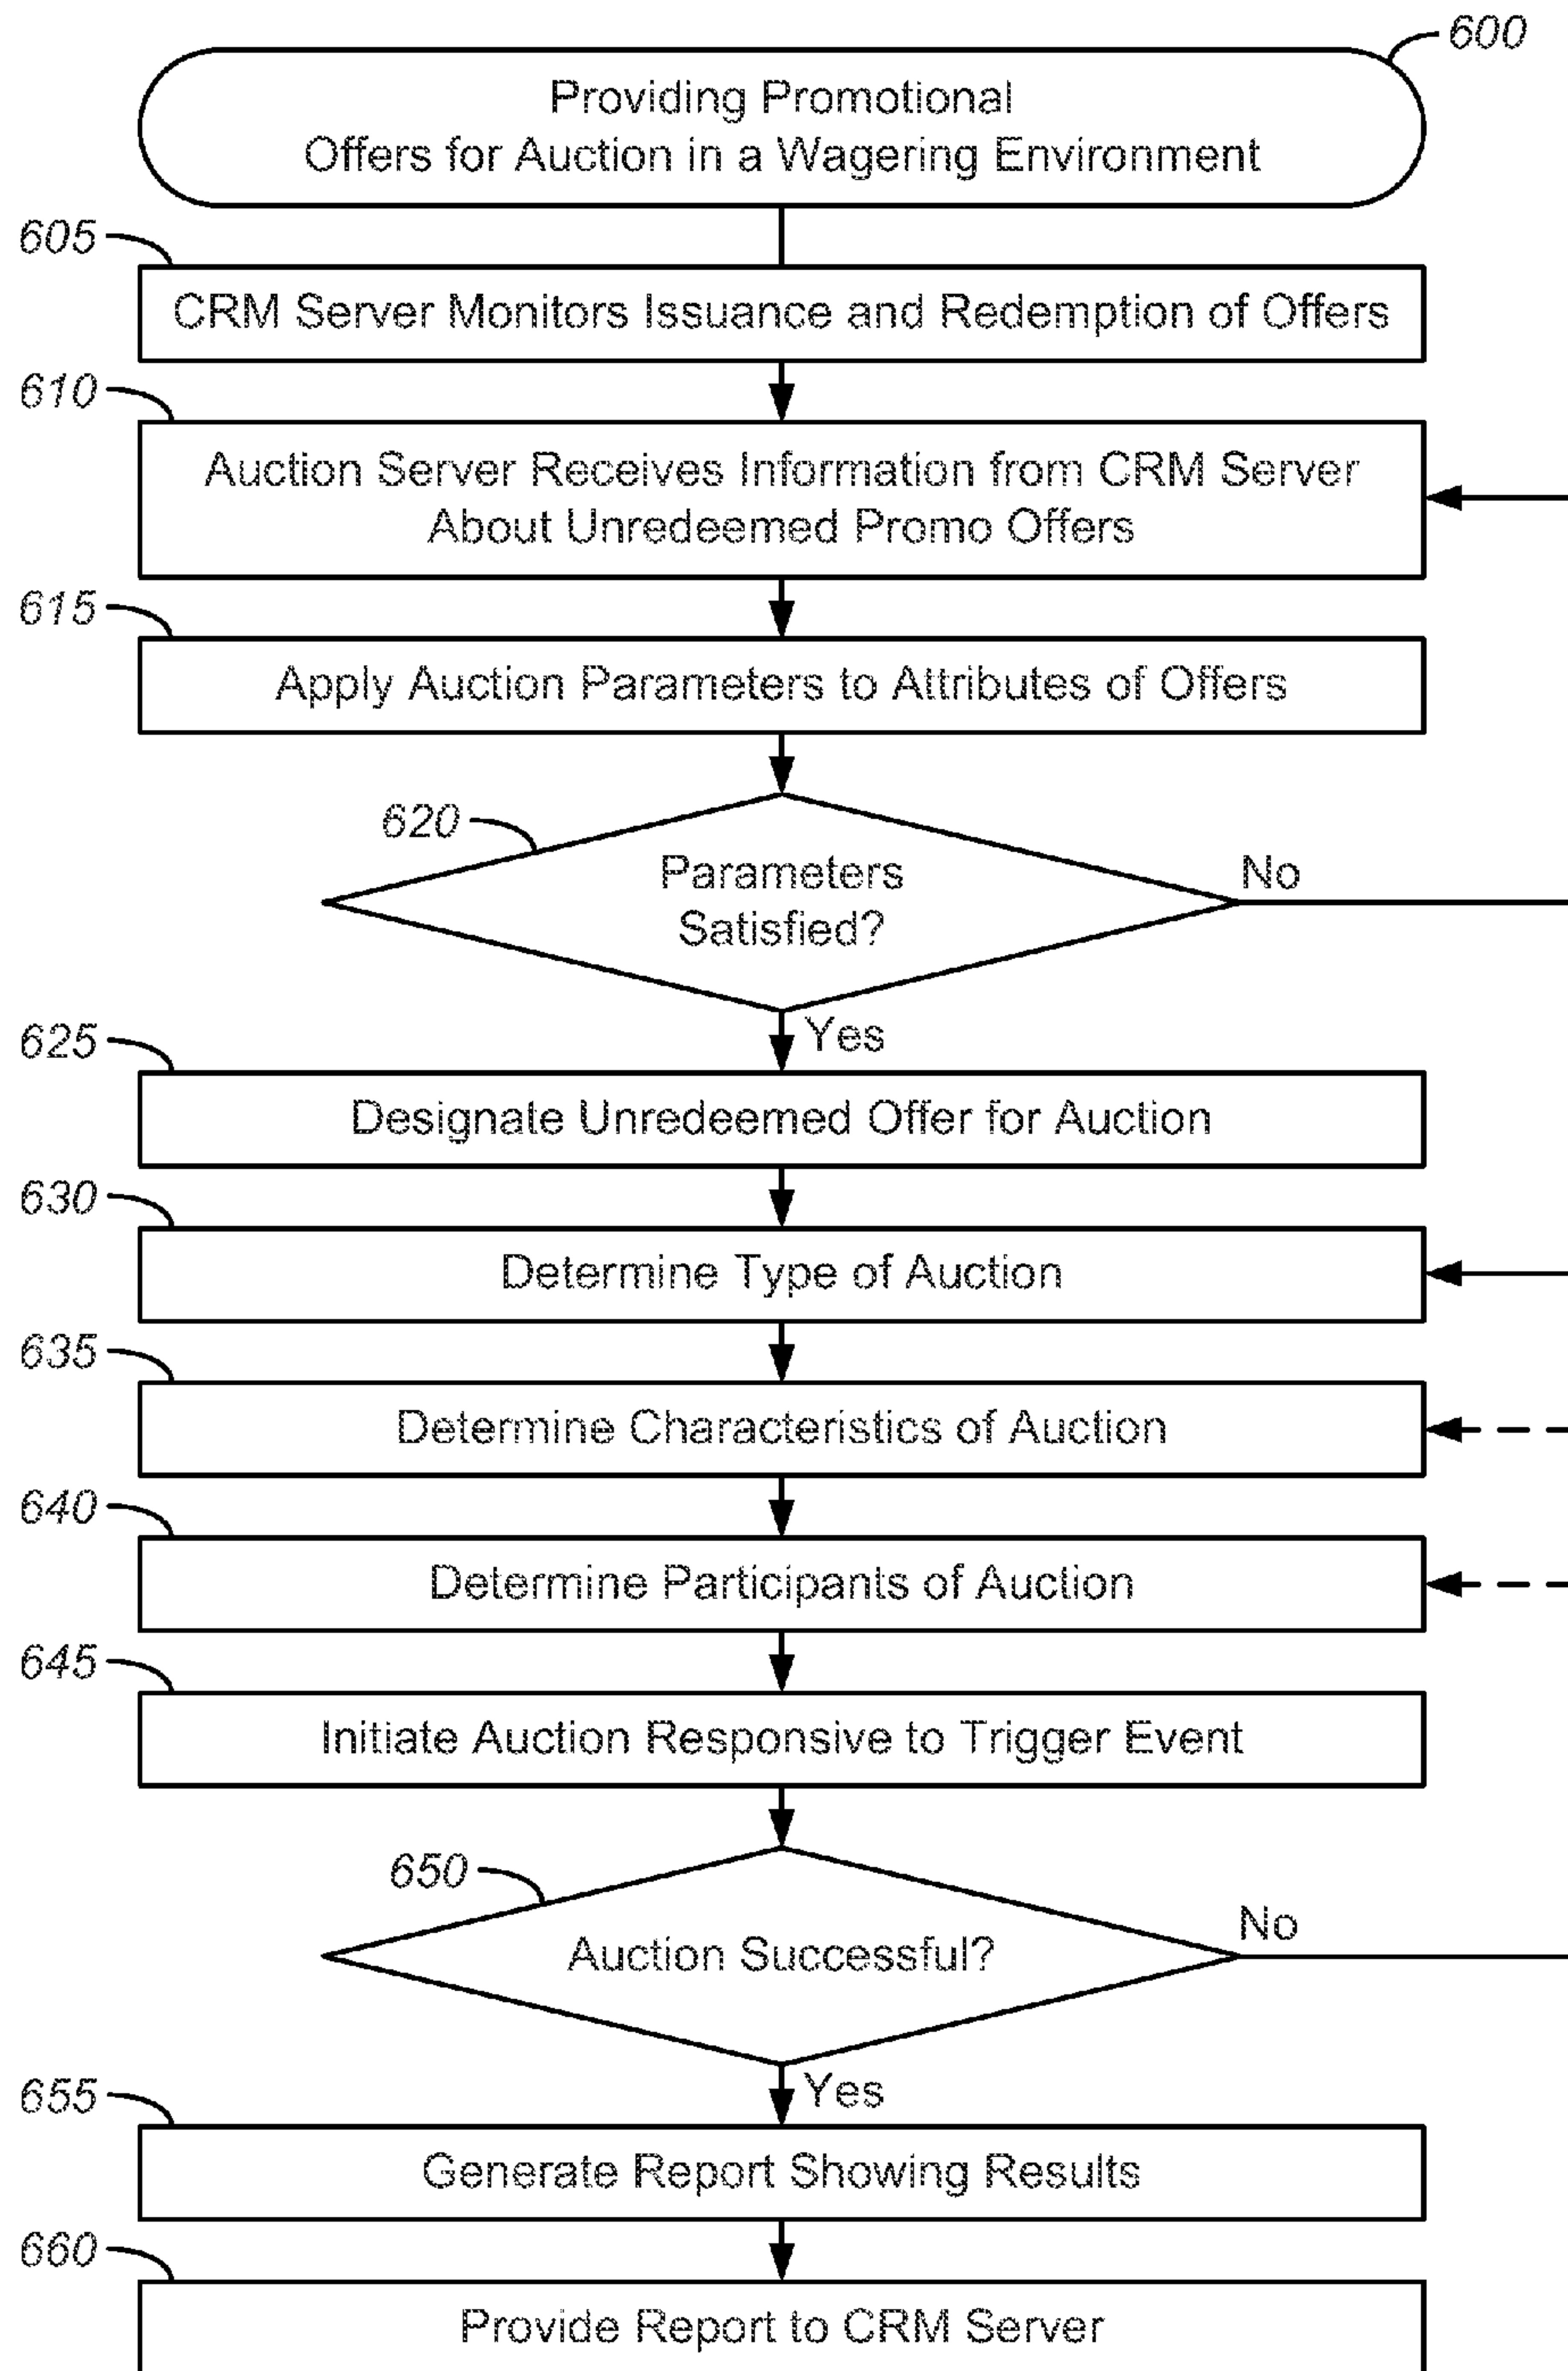 600
Providing Promotional
Offers for Auction in a Wagering Environment
605
CRM Server Monitors Issuance and Redemption of Offers
610
Auction Server Receives Information from CRM Server
About Unredeemed Promo Offers
615
Apply Auction Parameters to Attributes of Offers
620
Parameters
Satisfied?
No
Yes
625
Designate Unredeemed Offer for Auction
630
Determine Type of Auction
635
Determine Characteristics of Auction
640
Determine Participants of Auction
645
Initiate Auction Responsive to Trigger Event
650
Auction Successful?
No
Yes
655
Generate Report Showing Results
660
Provide Report to CRM Server